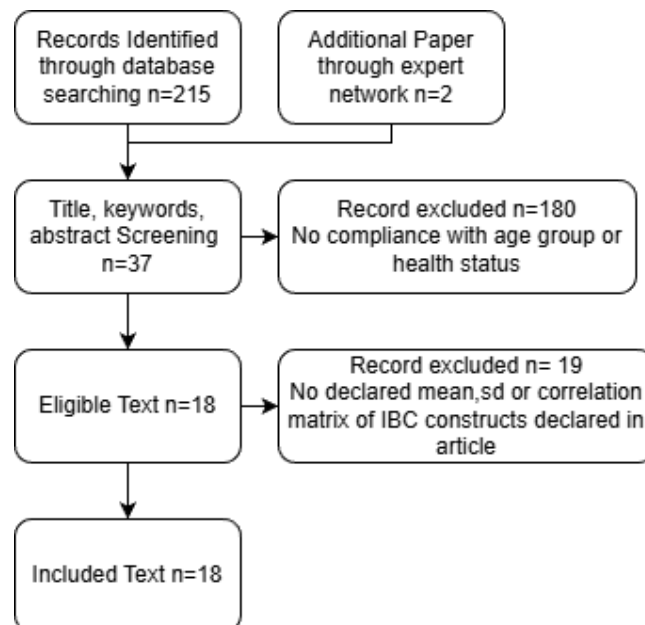 Records Identified
through database
searching n=215
Additional Paper
through expert
network n=2
Title, keywords,
abstract Screening
n=37
Record excluded n=180
No compliance with age group or
health status
Eligible Text n=18
Record excluded n= 19
No declared mean,sd or correlation
matrix of IBC constructs declared in
article
Included Text n=18